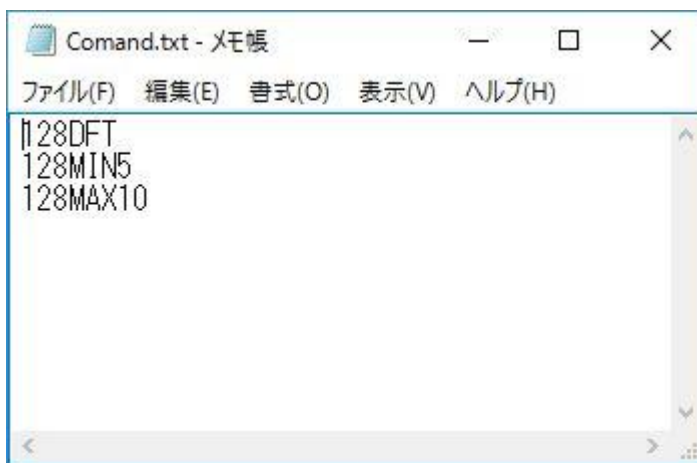 Comand.txt - メモ帳
ファイル(F) 編集(E) 書式(O) 表示(V) ヘルプ(H)
128DFT
128MIN5
128MAX10